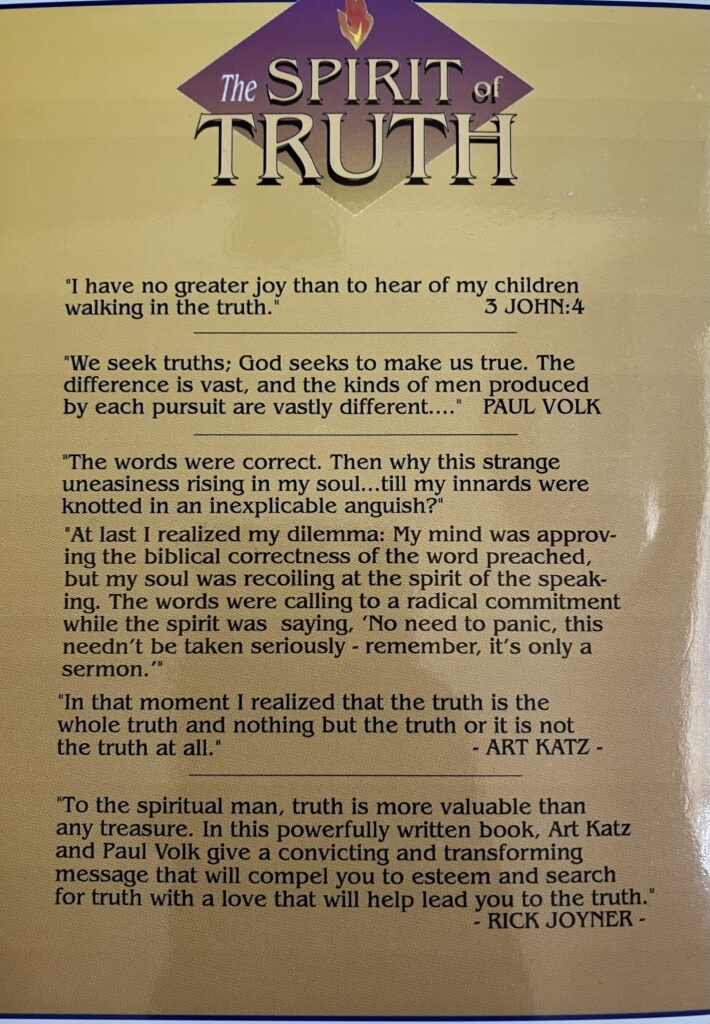 The SPIRIT of
TRUTH
"I have no greater joy than to hear of my children
walking in the truth." 3 JOHN:4
"We seek truths; God seeks to make us true. The
difference is vast, and the kinds of men produced
by each pursuit are vastly different...." PAUL VOLK
"The words were correct. Then why this strange
uneasiness rising in my soul...till my innards were
knotted in an inexplicable anguish?"
"At last I realized my dilemma: My mind was approv-
ing the biblical correctness of the word preached,
but my soul was recoiling at the spirit of the speak-
ing. The words were calling to a radical commitment
while the spirit was saying, 'No need to panic, this
needn't be taken seriously - remember, it's only a
sermon.'"
"In that moment I realized that the truth is the
whole truth and nothing but the truth or it is not
the truth at all." - ART KATZ -
"To the spiritual man, truth is more valuable than
any treasure. In this powerfully written book, Art Katz
and Paul Volk give a convicting and transforming
message that will compel you to esteem and search
for truth with a love that will help lead you to the truth."
- RICK JOYNER -